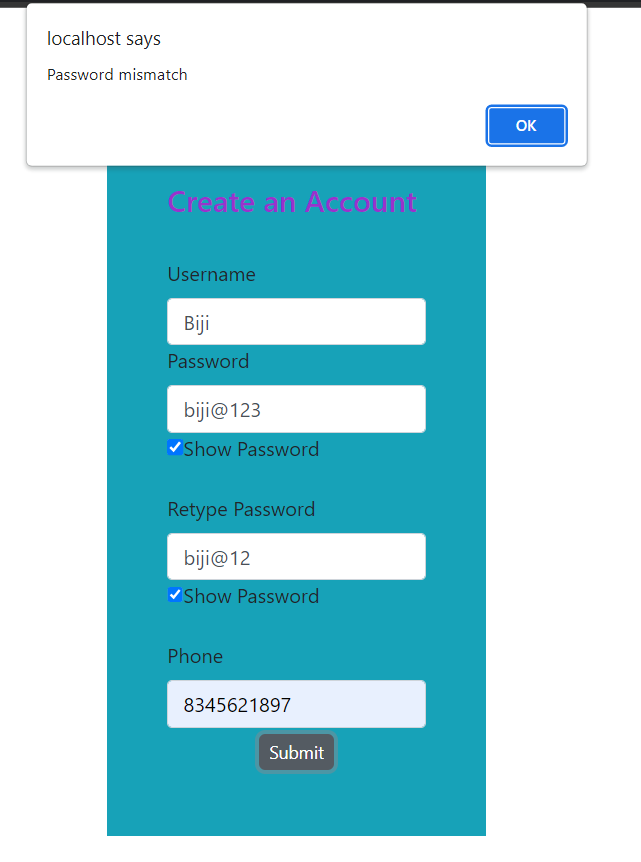 localhost says
Password mismatch
OK
Create an Account
Username
Biji
Password
biji@123
Show Password
Retype Password
biji@12
Show Password
Phone
8345621897
Submit